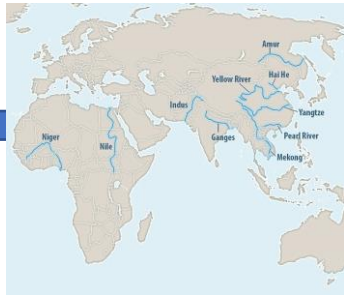 Amur
Hai He
Yellow River
Indus
Yangtze
Ganges
Pearl River
Niger
Nile
Mekong